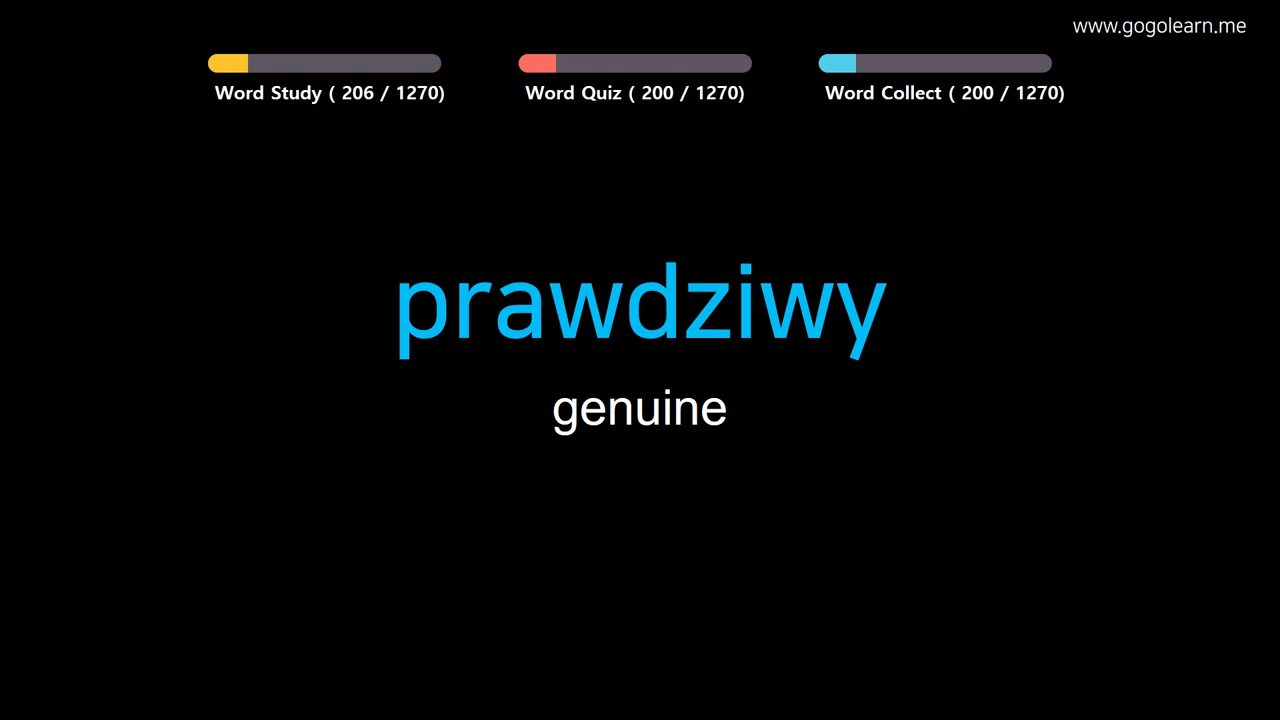 www.gogolearn.me
Word Study ( 206 / 1270)
Word Quiz ( 200 / 1270)
Word Collect ( 200 / 1270)
prawdziwy
genuine